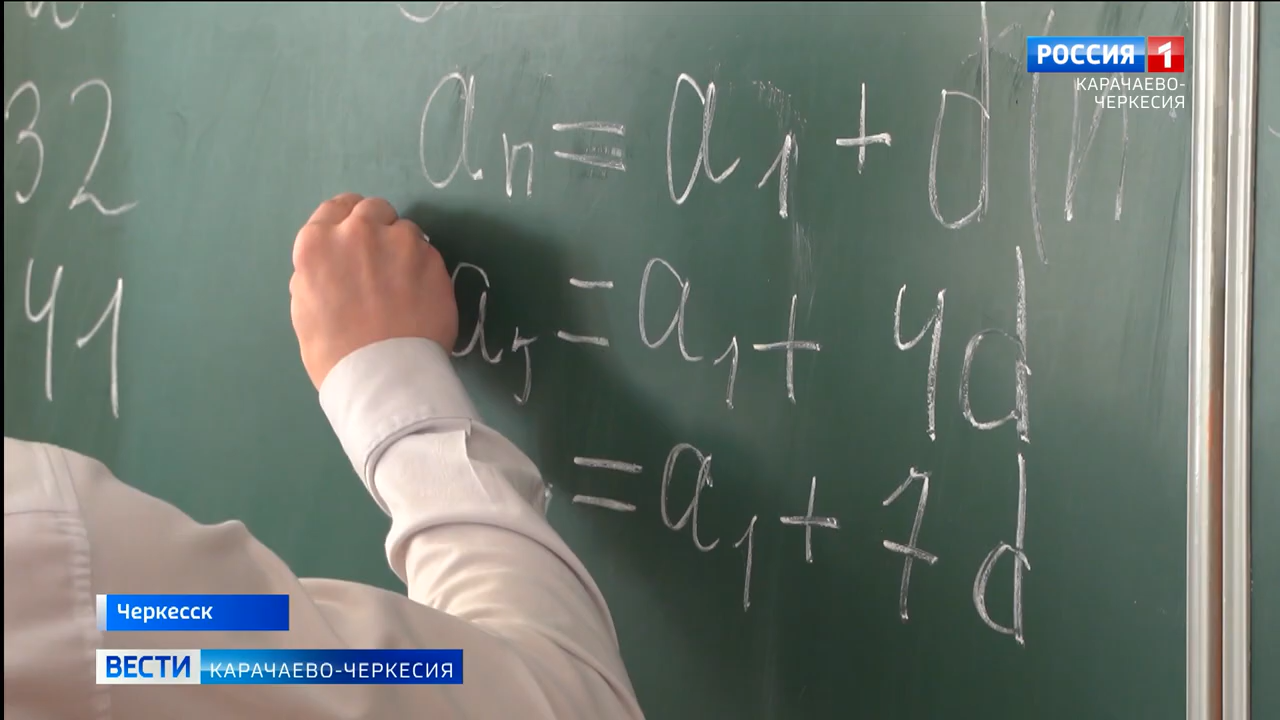 РОССИЯ 1
КАРАЧАЕВО-
ЧЕРКЕСИЯ
32
41
aₙ = a₁ + d(n
a₅ = a₁ + 4d
= a₁ + 7d
Черкесск
ВЕСТИ КАРАЧАЕВО-ЧЕРКЕСИЯ